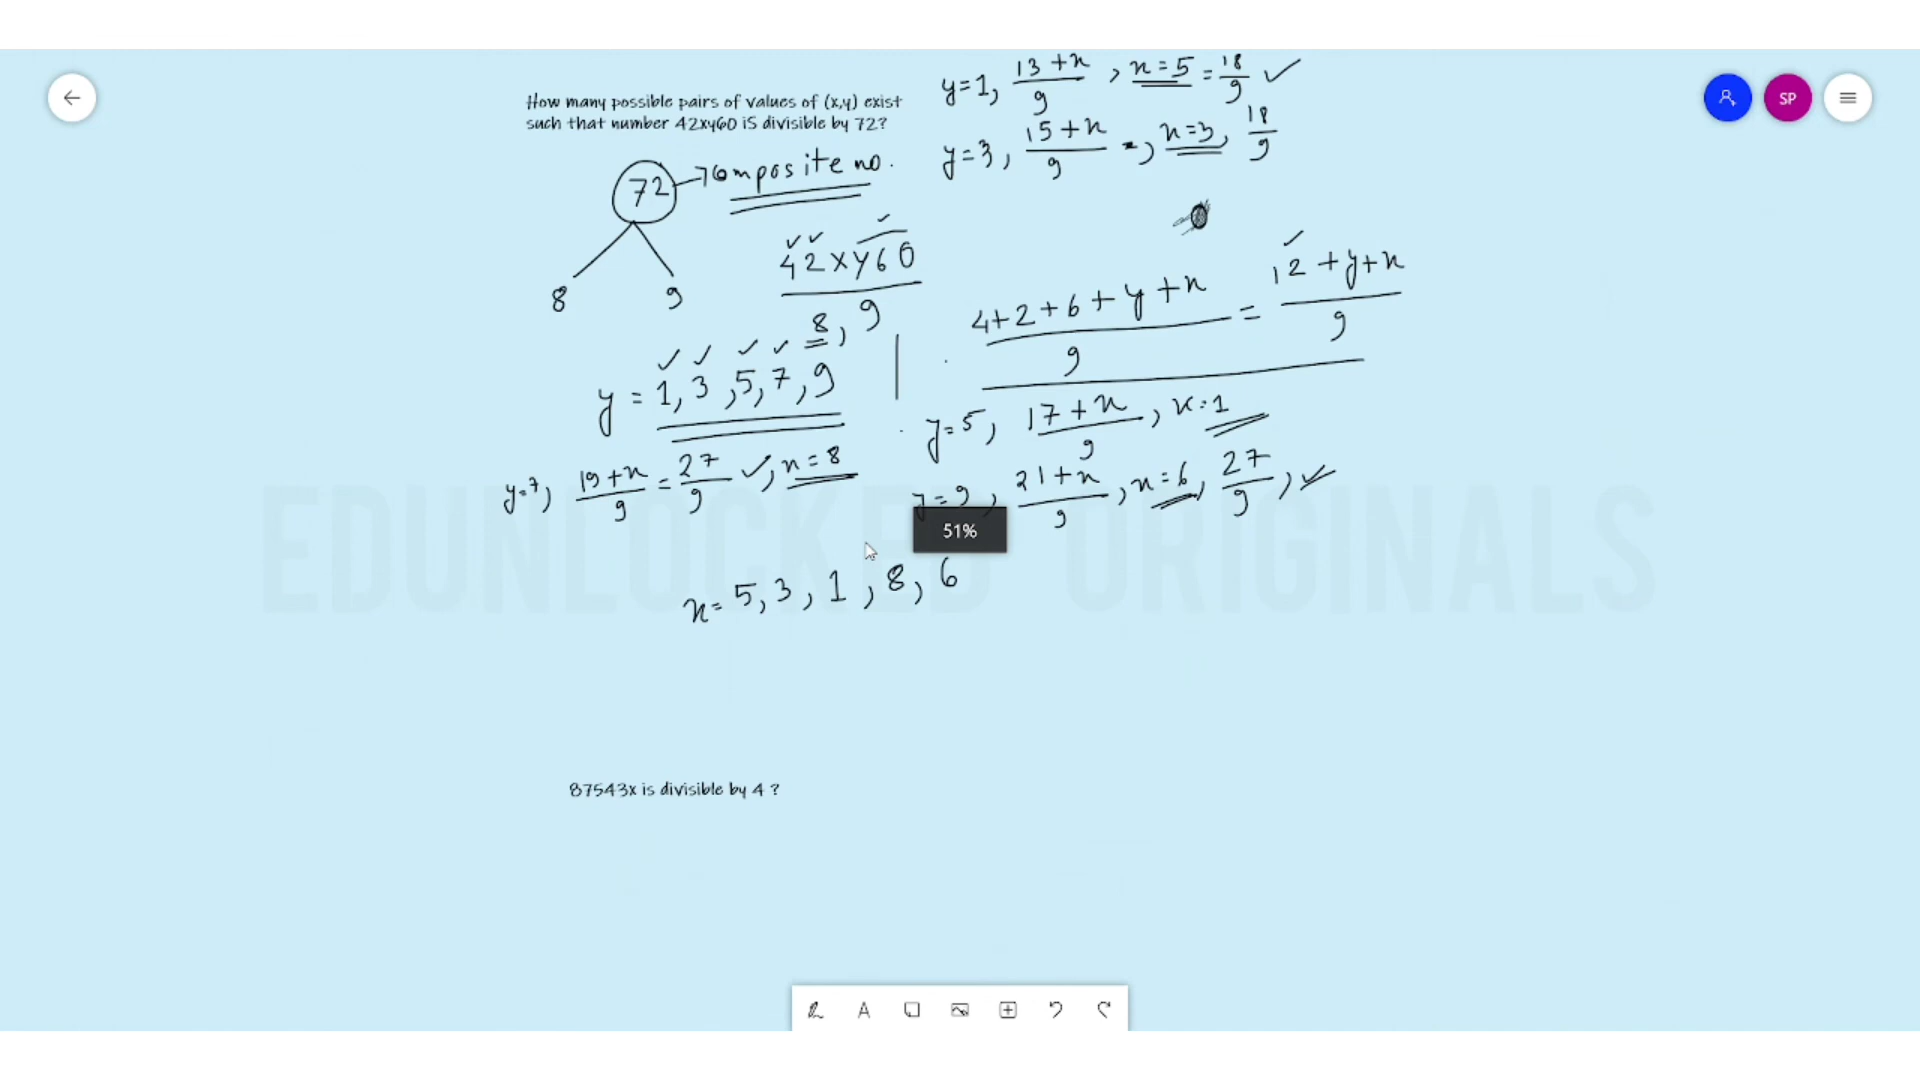 How many possible pairs of values of (x,y) exist
such that number 42xy60 is divisible by 72?
72 → composite no.
8 9
42xy60
8, 9
y = 1, 3, 5, 7, 9
y=1, 13+x / 9, x=5 = 18/9 ✓
y=3, 15+x / 9 , x=3, 18/9
4+2+6+y+x / 9 = 12+y+x / 9
y=5, 17+x / 9, x=1
y=7, 19+x / 9 = 27/9 ✓, x=8
y=9, 21+x / 9, x=6, 27/9, ✓
51%
x= 5, 3, 1, 8, 6
87543x is divisible by 4 ?
SP
EDUNLOCKED ORIGINALS